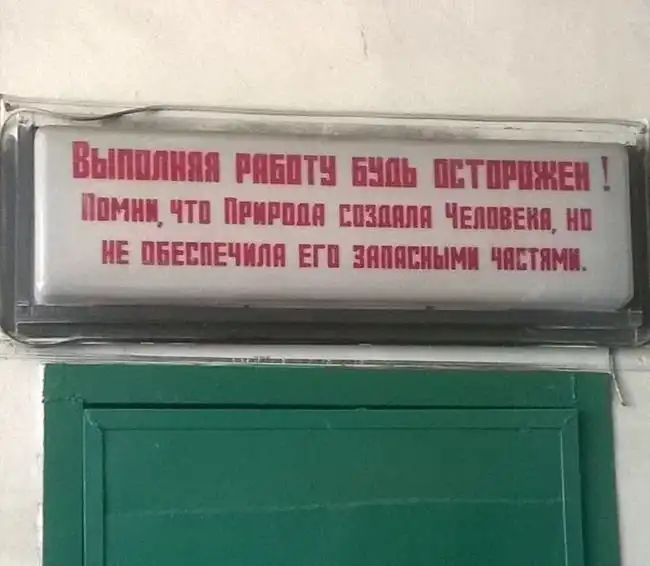 Выполняя работу будь осторожен!
Помни, что Природа создала Человека, но
не обеспечила его запасными частями.